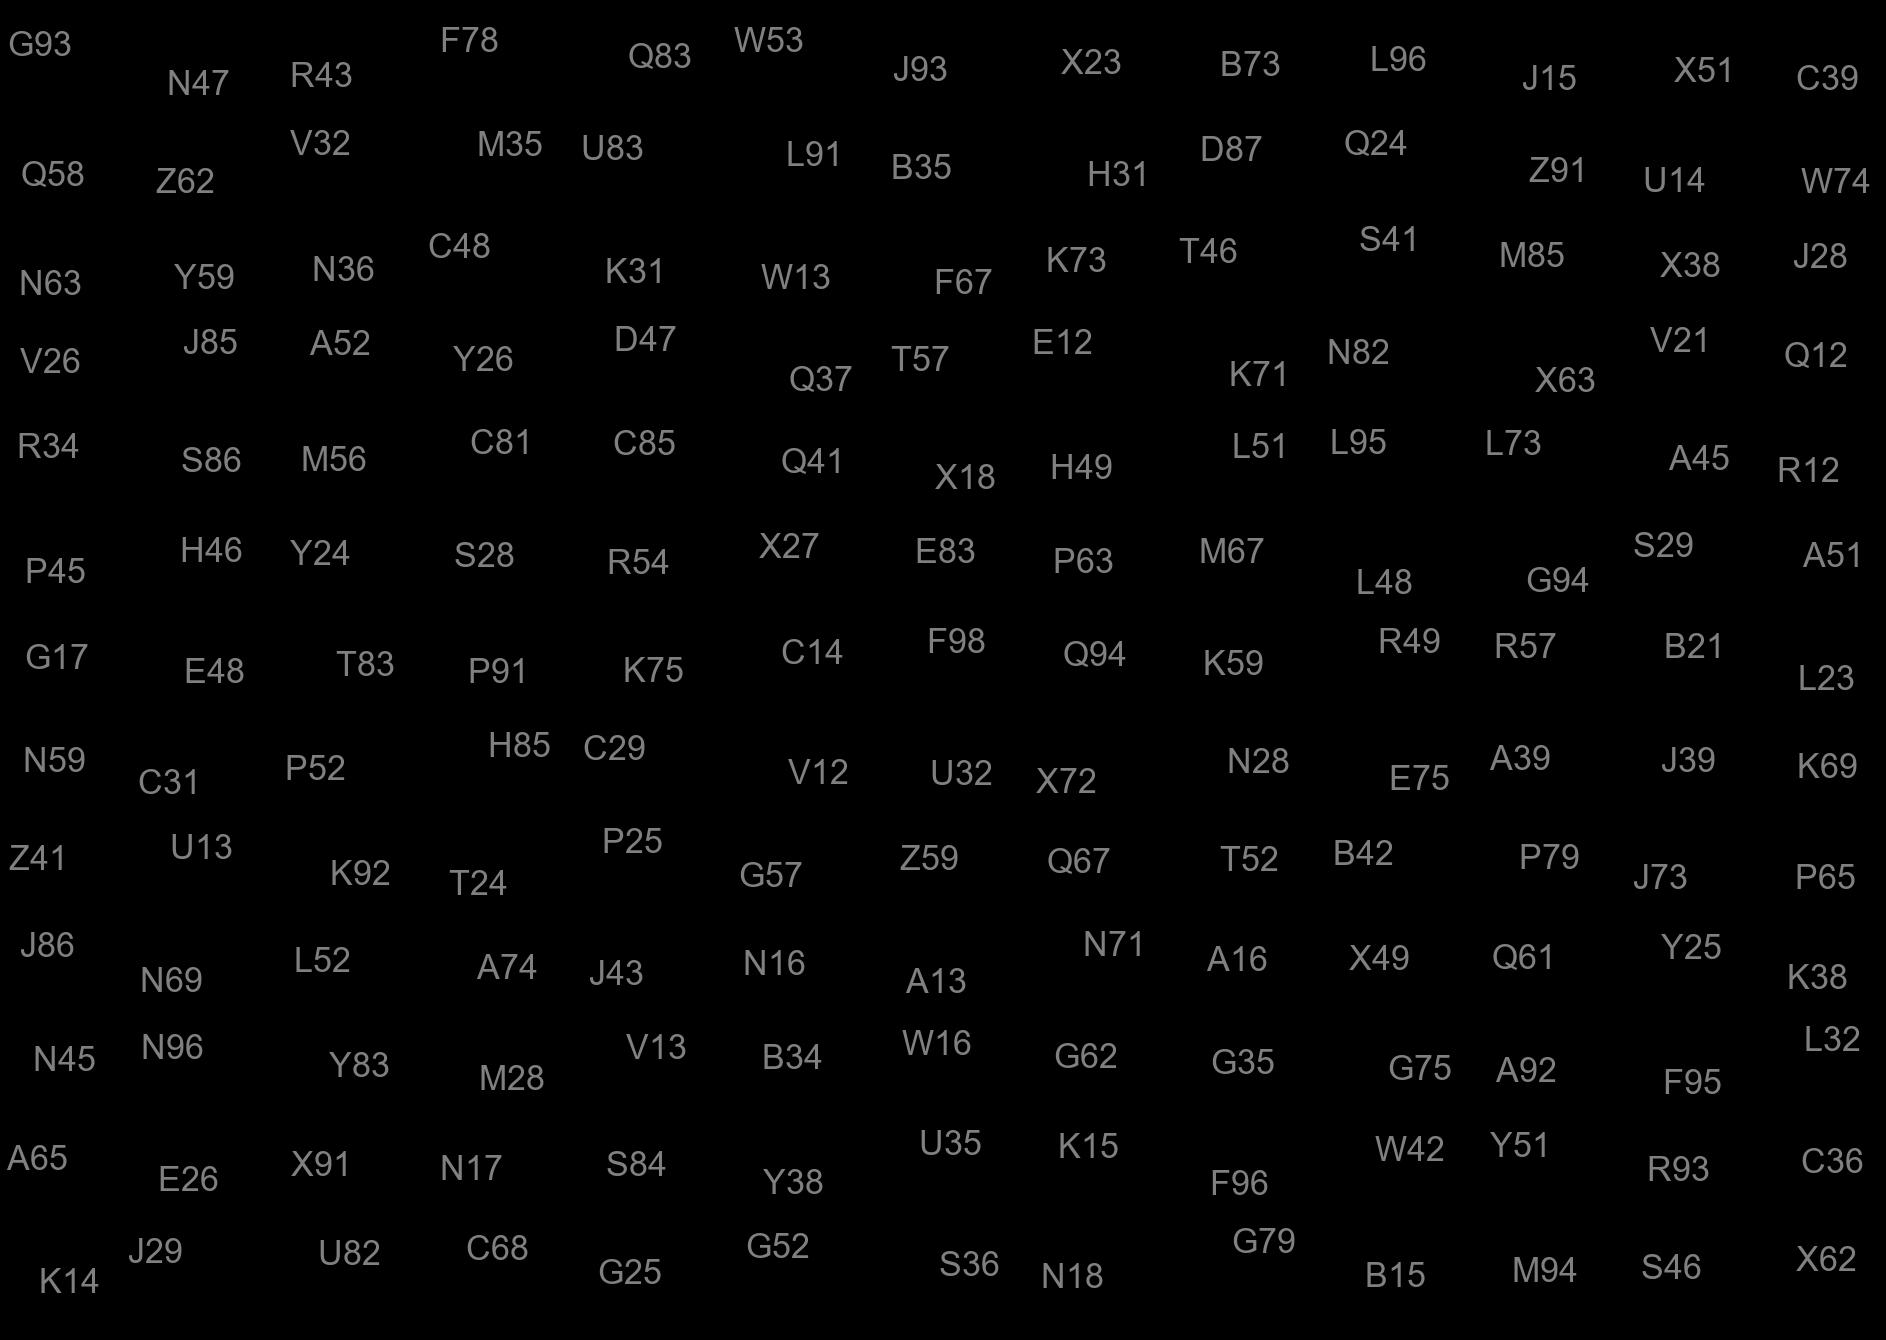 G93 N47 R43 F78 Q83 W53 J93 X23 B73 L96 J15 X51 C39
Q58 Z62 V32 M35 U83 L91 B35 H31 D87 Q24 Z91 U14 W74
N63 Y59 N36 C48 K31 W13 F67 K73 T46 S41 M85 X38 J28
V26 J85 A52 Y26 D47 Q37 T57 E12 K71 N82 X63 V21 Q12
R34 S86 M56 C81 C85 Q41 X18 H49 L51 L95 L73 A45 R12
P45 H46 Y24 S28 R54 X27 E83 P63 M67 L48 G94 S29 A51
G17 E48 T83 P91 K75 C14 F98 Q94 K59 R49 R57 B21 L23
N59 C31 P52 H85 C29 V12 U32 X72 N28 E75 A39 J39 K69
Z41 U13 K92 T24 P25 G57 Z59 Q67 T52 B42 P79 J73 P65
J86 N69 L52 A74 J43 N16 A13 N71 A16 X49 Q61 Y25 K38
N45 N96 Y83 M28 V13 B34 W16 G62 G35 G75 A92 F95 L32
A65 E26 X91 N17 S84 Y38 U35 K15 F96 W42 Y51 R93 C36
K14 J29 U82 C68 G25 G52 S36 N18 G79 B15 M94 S46 X62